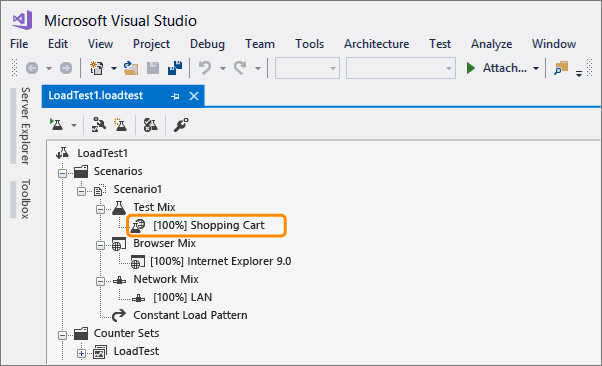 Microsoft Visual Studio
File Edit View Project Debug Team Tools Architecture Test Analyze Window
Attach...
Server Explorer
Toolbox
LoadTest1.loadtest
LoadTest1
Scenarios
Scenario1
Test Mix
[100%] Shopping Cart
Browser Mix
[100%] Internet Explorer 9.0
Network Mix
[100%] LAN
Constant Load Pattern
Counter Sets
LoadTest